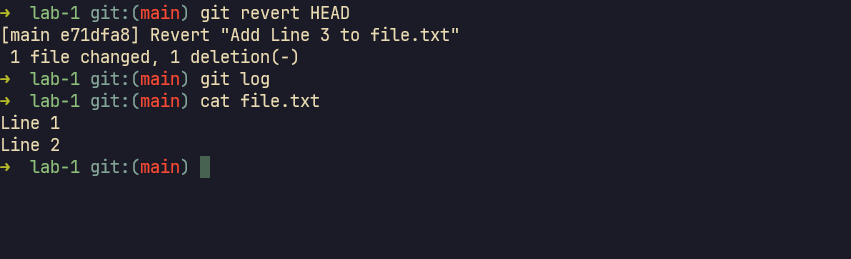 ➜  lab-1 git:(main) git revert HEAD
[main e71dfa8] Revert "Add Line 3 to file.txt"
 1 file changed, 1 deletion(-)
➜  lab-1 git:(main) git log
➜  lab-1 git:(main) cat file.txt
Line 1
Line 2
➜  lab-1 git:(main)